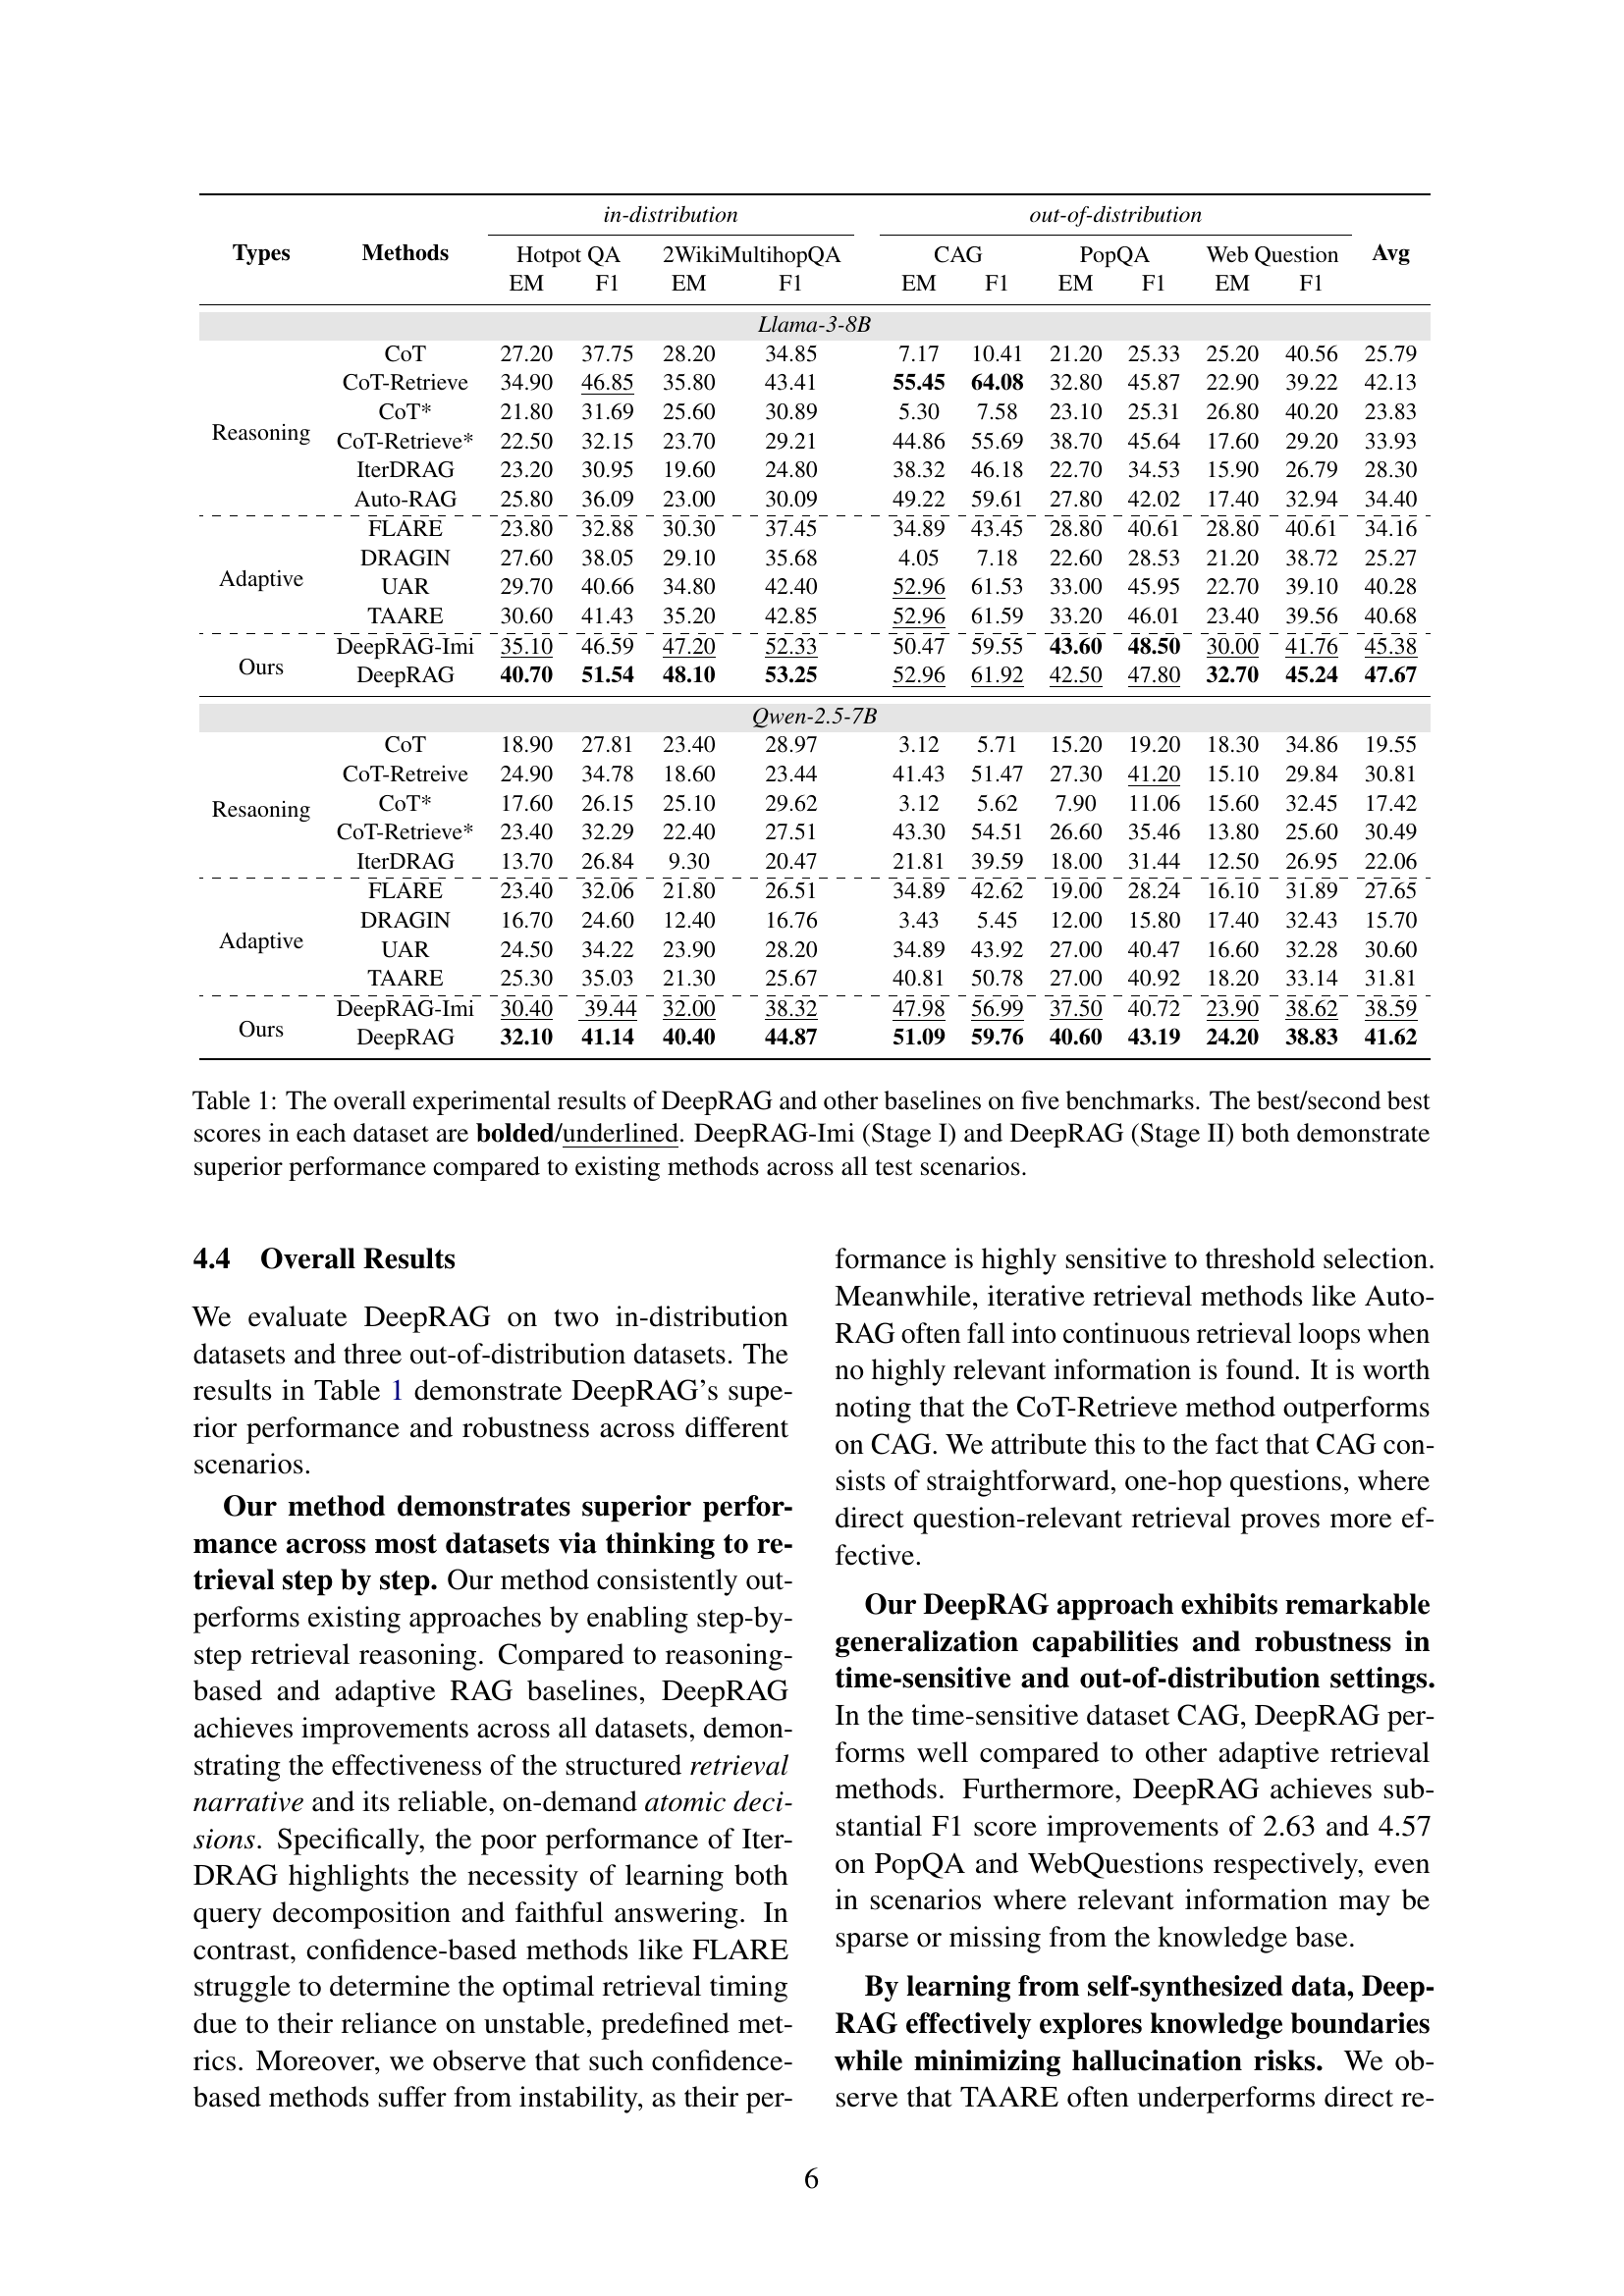 in-distribution out-of-distribution
Types Methods Hotpot QA 2WikiMultihopQA CAG PopQA Web Question Avg
EM F1 EM F1 EM F1 EM F1 EM F1
Llama-3-8B
CoT 27.20 37.75 28.20 34.85 7.17 10.41 21.20 25.33 25.20 40.56 25.79
CoT-Retrieve 34.90 46.85 35.80 43.41 55.45 64.08 32.80 45.87 22.90 39.22 42.13
CoT* 21.80 31.69 25.60 30.89 5.30 7.58 23.10 25.31 26.80 40.20 23.83
Reasoning CoT-Retrieve* 22.50 32.15 23.70 29.21 44.86 55.69 38.70 45.64 17.60 29.20 33.93
IterDRAG 23.20 30.95 19.60 24.80 38.32 46.18 22.70 34.53 15.90 26.79 28.30
Auto-RAG 25.80 36.09 23.00 30.09 49.22 59.61 27.80 42.02 17.40 32.94 34.40
FLARE 23.80 32.88 30.30 37.45 34.89 43.45 28.80 40.61 28.80 40.61 34.16
DRAGIN 27.60 38.05 29.10 35.68 4.05 7.18 22.60 28.53 21.20 38.72 25.27
Adaptive UAR 29.70 40.66 34.80 42.40 52.96 61.53 33.00 45.95 22.70 39.10 40.28
TAARE 30.60 41.43 35.20 42.85 52.96 61.59 33.20 46.01 23.40 39.56 40.68
DeepRAG-Imi 35.10 46.59 47.20 52.33 50.47 59.55 43.60 48.50 30.00 41.76 45.38
Ours DeepRAG 40.70 51.54 48.10 53.25 52.96 61.92 42.50 47.80 32.70 45.24 47.67
Qwen-2.5-7B
CoT 18.90 27.81 23.40 28.97 3.12 5.71 15.20 19.20 18.30 34.86 19.55
CoT-Retreive 24.90 34.78 18.60 23.44 41.43 51.47 27.30 41.20 15.10 29.84 30.81
Resaoning CoT* 17.60 26.15 25.10 29.62 3.12 5.62 7.90 11.06 15.60 32.45 17.42
CoT-Retrieve* 23.40 32.29 22.40 27.51 43.30 54.51 26.60 35.46 13.80 25.60 30.49
IterDRAG 13.70 26.84 9.30 20.47 21.81 39.59 18.00 31.44 12.50 26.95 22.06
FLARE 23.40 32.06 21.80 26.51 34.89 42.62 19.00 28.24 16.10 31.89 27.65
DRAGIN 16.70 24.60 12.40 16.76 3.43 5.45 12.00 15.80 17.40 32.43 15.70
Adaptive UAR 24.50 34.22 23.90 28.20 34.89 43.92 27.00 40.47 16.60 32.28 30.60
TAARE 25.30 35.03 21.30 25.67 40.81 50.78 27.00 40.92 18.20 33.14 31.81
DeepRAG-Imi 30.40 39.44 32.00 38.32 47.98 56.99 37.50 40.72 23.90 38.62 38.59
Ours DeepRAG 32.10 41.14 40.40 44.87 51.09 59.76 40.60 43.19 24.20 38.83 41.62
Table 1: The overall experimental results of DeepRAG and other baselines on five benchmarks. The best/second best
scores in each dataset are bolded/underlined. DeepRAG-Imi (Stage I) and DeepRAG (Stage II) both demonstrate
superior performance compared to existing methods across all test scenarios.
4.4 Overall Results
We evaluate DeepRAG on two in-distribution
datasets and three out-of-distribution datasets. The
results in Table 1 demonstrate DeepRAG's supe-
rior performance and robustness across different
scenarios.
Our method demonstrates superior perfor-
mance across most datasets via thinking to re-
trieval step by step. Our method consistently out-
performs existing approaches by enabling step-by-
step retrieval reasoning. Compared to reasoning-
based and adaptive RAG baselines, DeepRAG
achieves improvements across all datasets, demon-
strating the effectiveness of the structured retrieval
narrative and its reliable, on-demand atomic deci-
sions. Specifically, the poor performance of Iter-
DRAG highlights the necessity of learning both
query decomposition and faithful answering. In
contrast, confidence-based methods like FLARE
struggle to determine the optimal retrieval timing
due to their reliance on unstable, predefined met-
rics. Moreover, we observe that such confidence-
based methods suffer from instability, as their per-
formance is highly sensitive to threshold selection.
Meanwhile, iterative retrieval methods like Auto-
RAG often fall into continuous retrieval loops when
no highly relevant information is found. It is worth
noting that the CoT-Retrieve method outperforms
on CAG. We attribute this to the fact that CAG con-
sists of straightforward, one-hop questions, where
direct question-relevant retrieval proves more ef-
fective.
Our DeepRAG approach exhibits remarkable
generalization capabilities and robustness in
time-sensitive and out-of-distribution settings.
In the time-sensitive dataset CAG, DeepRAG per-
forms well compared to other adaptive retrieval
methods. Furthermore, DeepRAG achieves sub-
stantial F1 score improvements of 2.63 and 4.57
on PopQA and WebQuestions respectively, even
in scenarios where relevant information may be
sparse or missing from the knowledge base.
By learning from self-synthesized data, Deep-
RAG effectively explores knowledge boundaries
while minimizing hallucination risks. We ob-
serve that TAARE often underperforms direct re-
6